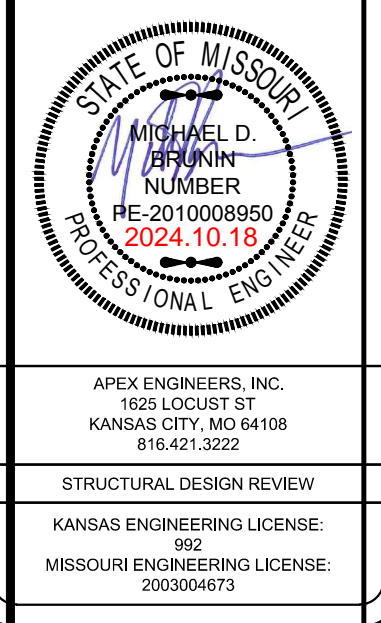 STATE OF MISSOURI
MICHAEL D.
BRUNIN
NUMBER
PE-2010008950
2024.10.18
PROFESSIONAL ENGINEER
APEX ENGINEERS, INC.
1625 LOCUST ST
KANSAS CITY, MO 64108
816.421.3222
STRUCTURAL DESIGN REVIEW
KANSAS ENGINEERING LICENSE:
992
MISSOURI ENGINEERING LICENSE:
2003004673